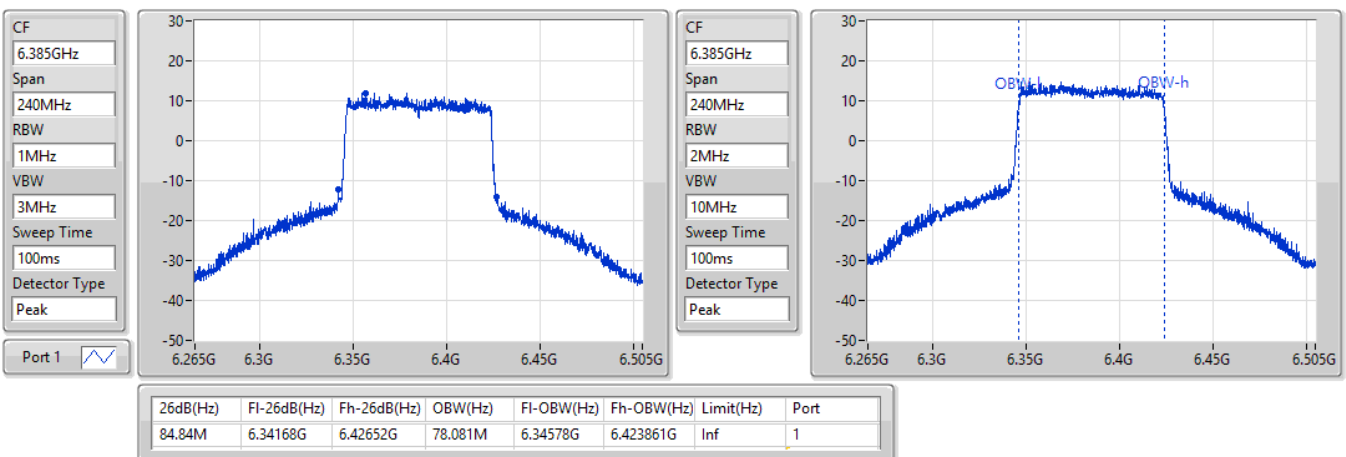 CF
6.385GHz
Span
240MHz
RBW
1MHz
VBW
3MHz
Sweep Time
100ms
Detector Type
Peak
Port 1
30
20
10
0
-10
-20
-30
-40
-50
6.265G 6.3G 6.35G 6.4G 6.45G 6.505G
CF
6.385GHz
Span
240MHz
RBW
2MHz
VBW
10MHz
Sweep Time
100ms
Detector Type
Peak
30
20
10
0
-10
-20
-30
-40
-50
OBW-l OBW-h
6.265G 6.3G 6.35G 6.4G 6.45G 6.505G
26dB(Hz) Fl-26dB(Hz) Fh-26dB(Hz) OBW(Hz) Fl-OBW(Hz) Fh-OBW(Hz) Limit(Hz) Port
84.84M 6.34168G 6.42652G 78.081M 6.34578G 6.423861G Inf 1